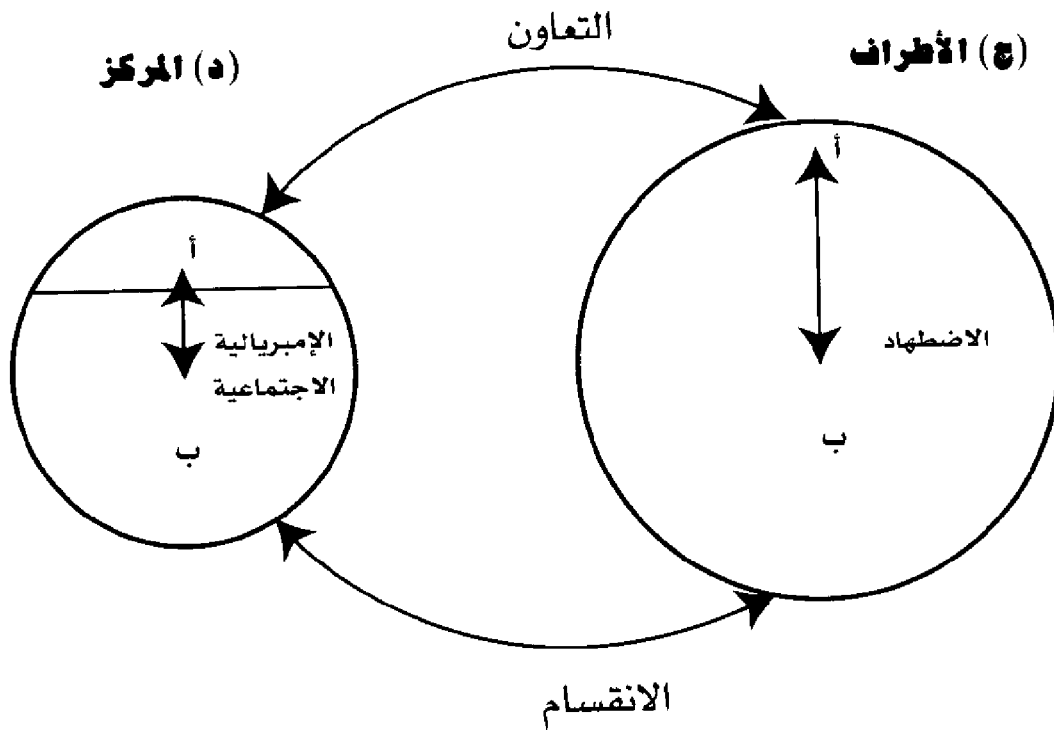 التعاون
(ج) الأطراف
(د) المركز
أ
أ
الاضطهاد
الإمبريالية
الاجتماعية
ب
ب
الانقسام